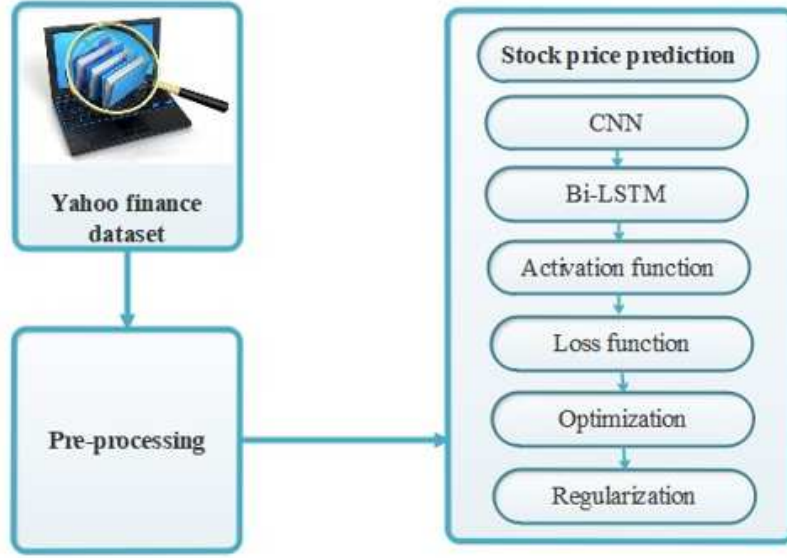 Yahoo finance
dataset
Pre-processing
Stock price prediction
CNN
Bi-LSTM
Activation function
Loss function
Optimization
Regularization